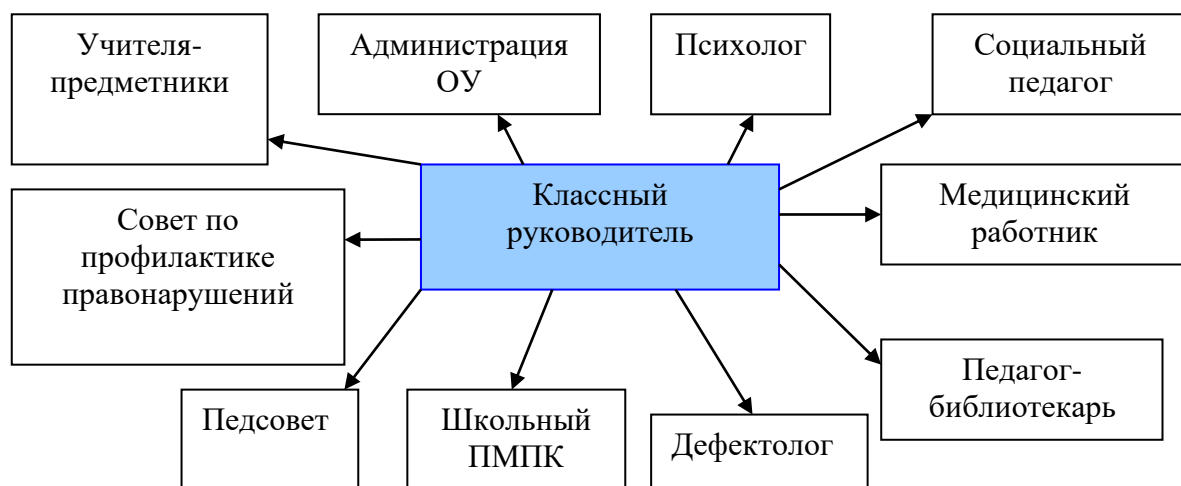 Учителя-
предметники
Администрация
ОУ
Психолог
Социальный
педагог
Классный
руководитель
Медицинский
работник
Совет по
профилактике
правонарушений
Педагог-
библиотекарь
Педсовет
Школьный
ПМПК
Дефектолог